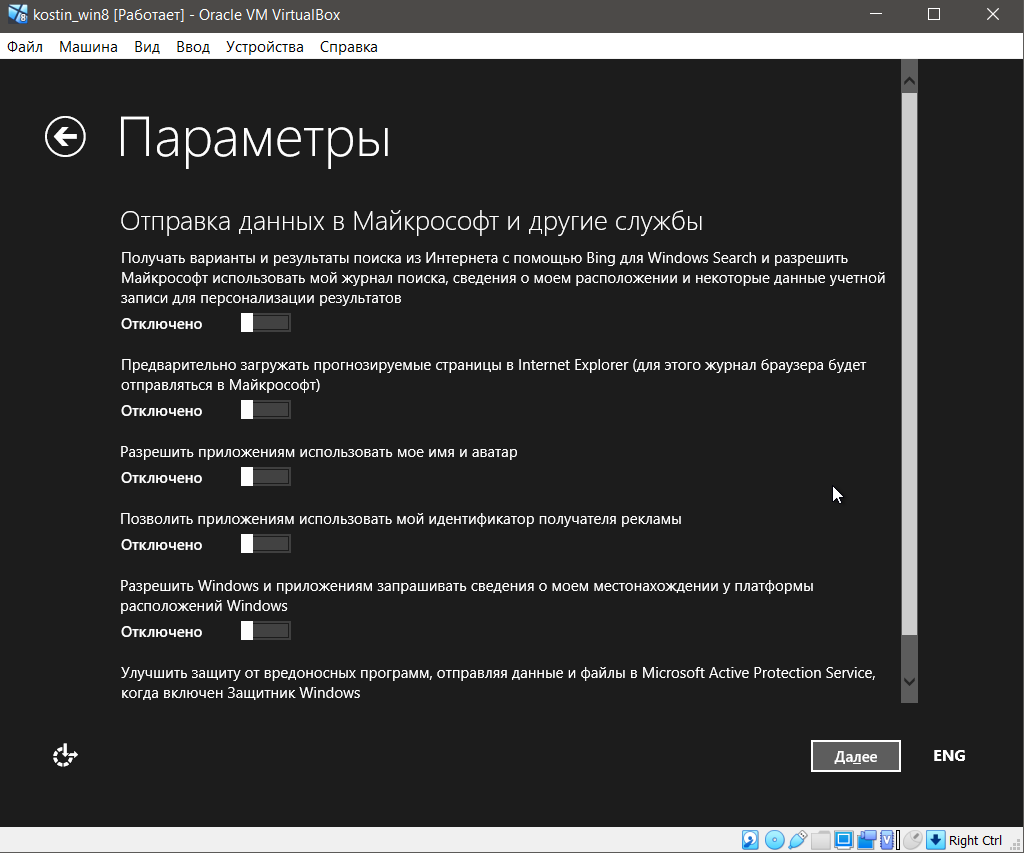 kostin_win8 [Работает] - Oracle VM VirtualBox
Файл Машина Вид Ввод Устройства Справка
Параметры
Отправка данных в Майкрософт и другие службы
Получать варианты и результаты поиска из Интернета с помощью Bing для Windows Search и разрешить
Майкрософт использовать мой журнал поиска, сведения о моем расположении и некоторые данные учетной
записи для персонализации результатов
Отключено
Предварительно загружать прогнозируемые страницы в Internet Explorer (для этого журнал браузера будет
отправляться в Майкрософт)
Отключено
Разрешить приложениям использовать мое имя и аватар
Отключено
Позволить приложениям использовать мой идентификатор получателя рекламы
Отключено
Разрешить Windows и приложениям запрашивать сведения о моем местонахождении у платформы
расположений Windows
Отключено
Улучшить защиту от вредоносных программ, отправляя данные и файлы в Microsoft Active Protection Service,
когда включен Защитник Windows
Далее
ENG
Right Ctrl